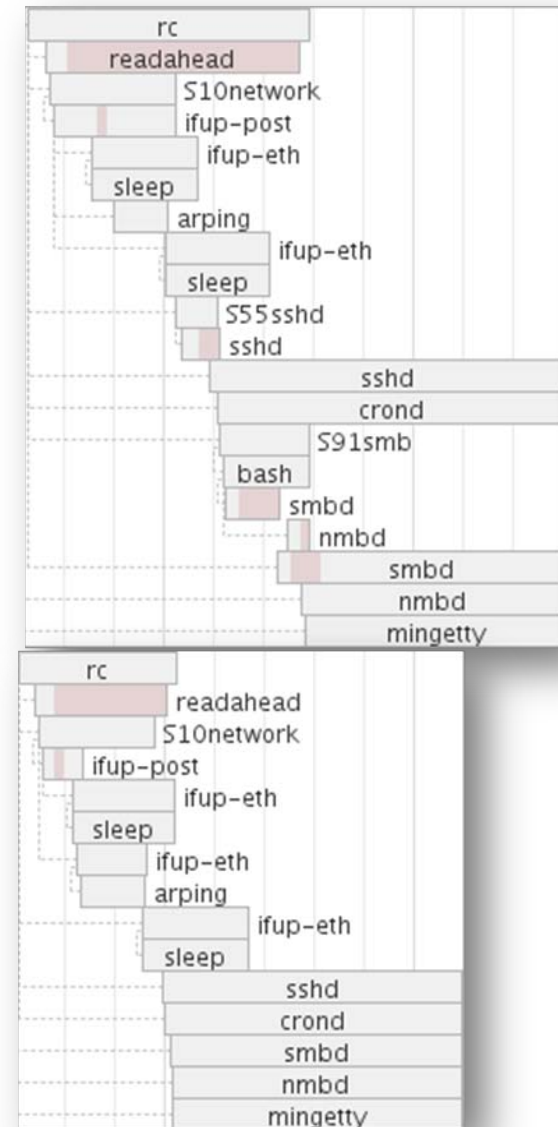 rc
readahead
S10network
ifup-post
ifup-eth
sleep
arping
ifup-eth
sleep
S55sshd
sshd
sshd
crond
S91smb
bash
smbd
nmbd
smbd
nmbd
mingetty
rc
readahead
S10network
ifup-post
ifup-eth
sleep
ifup-eth
arping
ifup-eth
sleep
sshd
crond
smbd
nmbd
mingetty